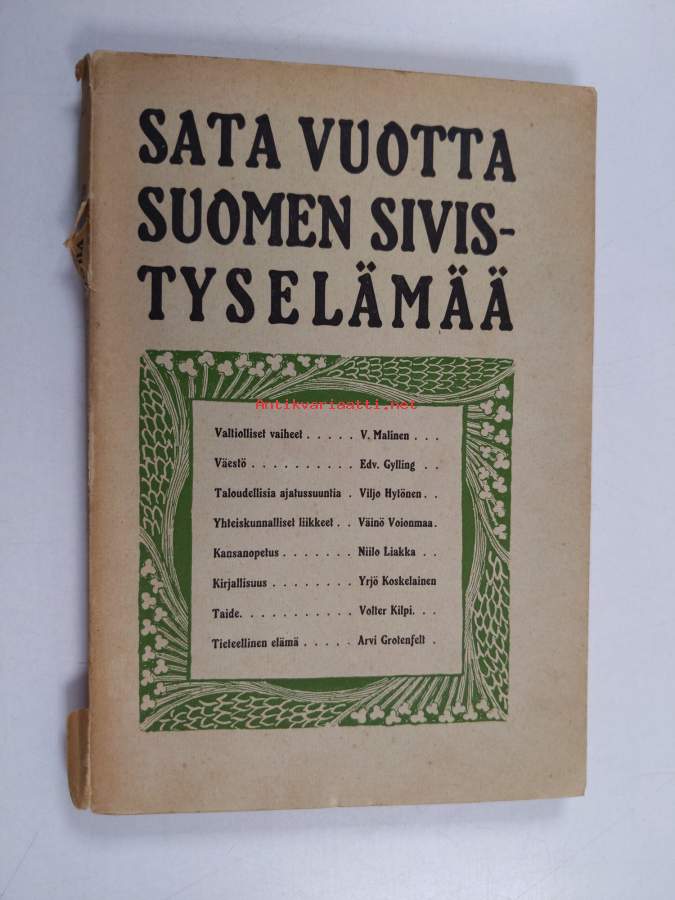 SATA VUOTTA
SUOMEN SIVIS-
TYSELÄMÄÄ
Antikvariaatti.net
Valtiolliset vaiheet . . . . . V. Malinen . . .
Väestö . . . . . . . . . . Edv. Gylling . .
Taloudellisia ajatussuuntia . Viljo Hytönen . .
Yhteiskunnalliset liikkeet . . Väinö Voionmaa .
Kansanopetus . . . . . . . Niilo Liakka . .
Kirjallisuus . . . . . . . . Yrjö Koskelainen
Taide . . . . . . . . . . . Volter Kilpi . . .
Tieteellinen elämä . . . . . Arvi Grotenfelt .